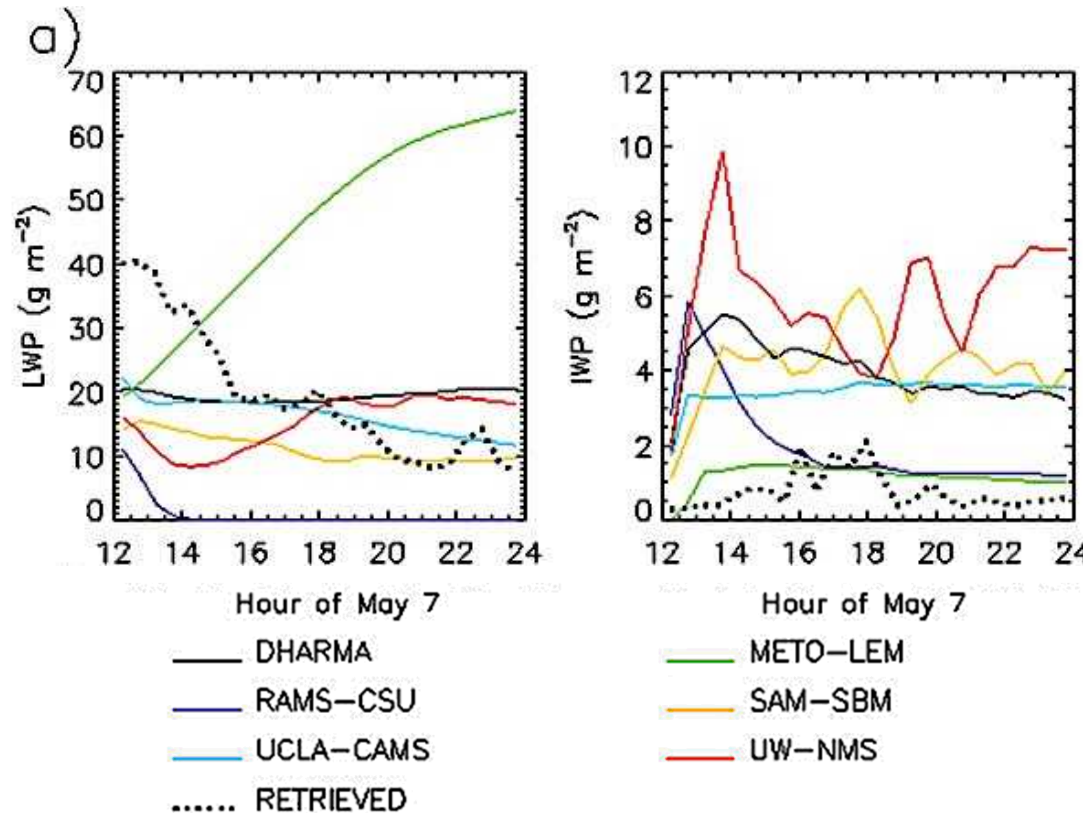 a)
70
60
50
40
30
20
10
0
LWP (g m⁻²)
12 14 16 18 20 22 24
Hour of May 7
12
10
8
6
4
2
0
IWP (g m⁻²)
12 14 16 18 20 22 24
Hour of May 7
DHARMA
RAMS-CSU
UCLA-CAMS
RETRIEVED
METO-LEM
SAM-SBM
UW-NMS